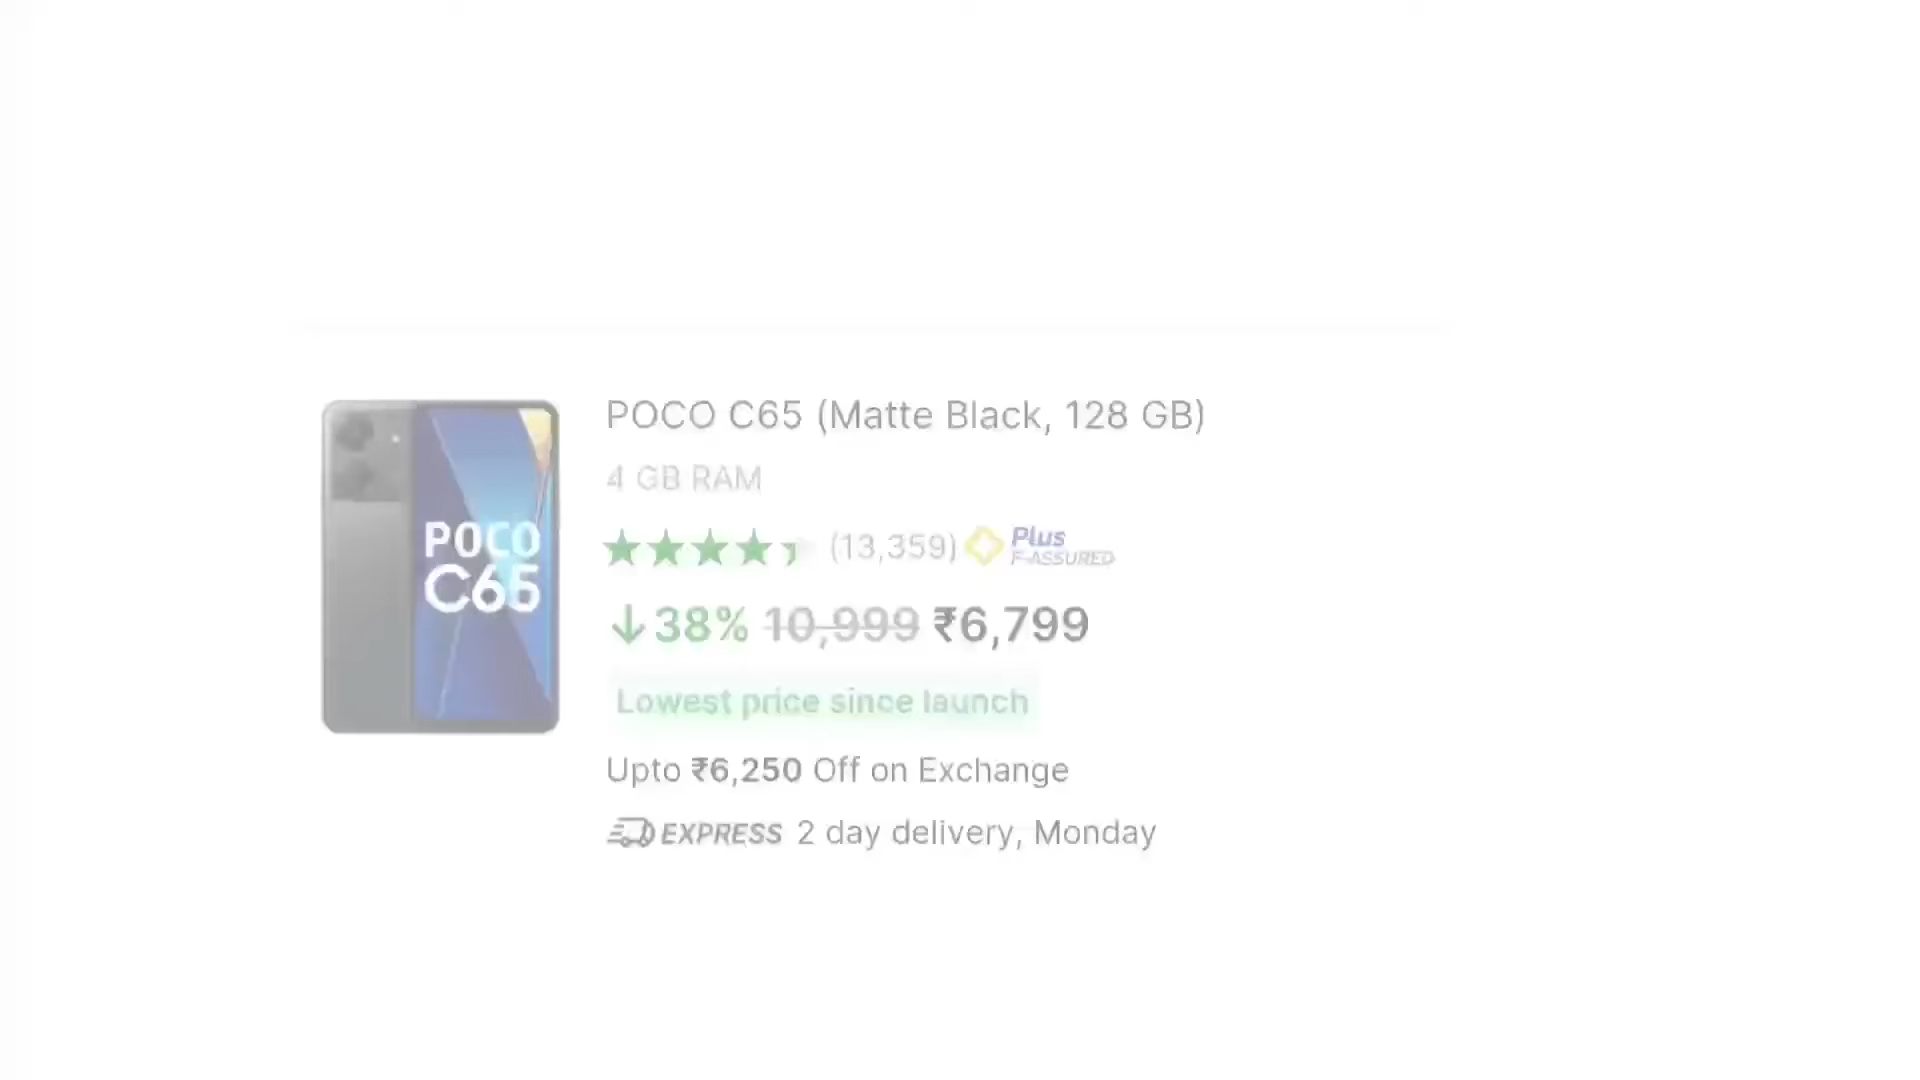 POCO C65 (Matte Black, 128 GB)
4 GB RAM
(13,359) Plus F-ASSURED
↓38% 10,999 ₹6,799
Lowest price since launch
Upto ₹6,250 Off on Exchange
EXPRESS 2 day delivery, Monday
POCO
C65